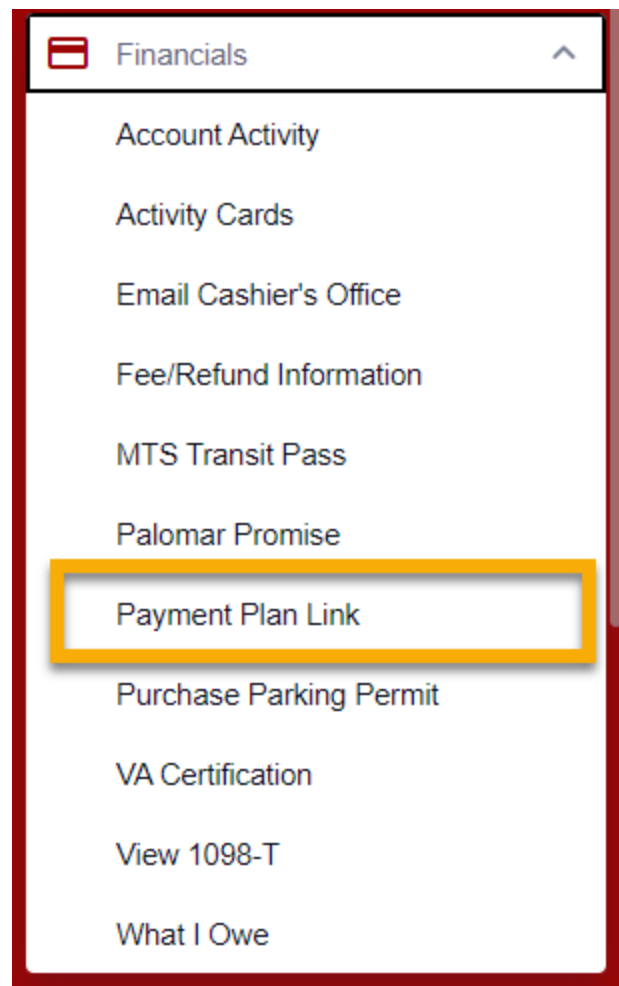 Financials
Account Activity
Activity Cards
Email Cashier's Office
Fee/Refund Information
MTS Transit Pass
Palomar Promise
Payment Plan Link
Purchase Parking Permit
VA Certification
View 1098-T
What I Owe